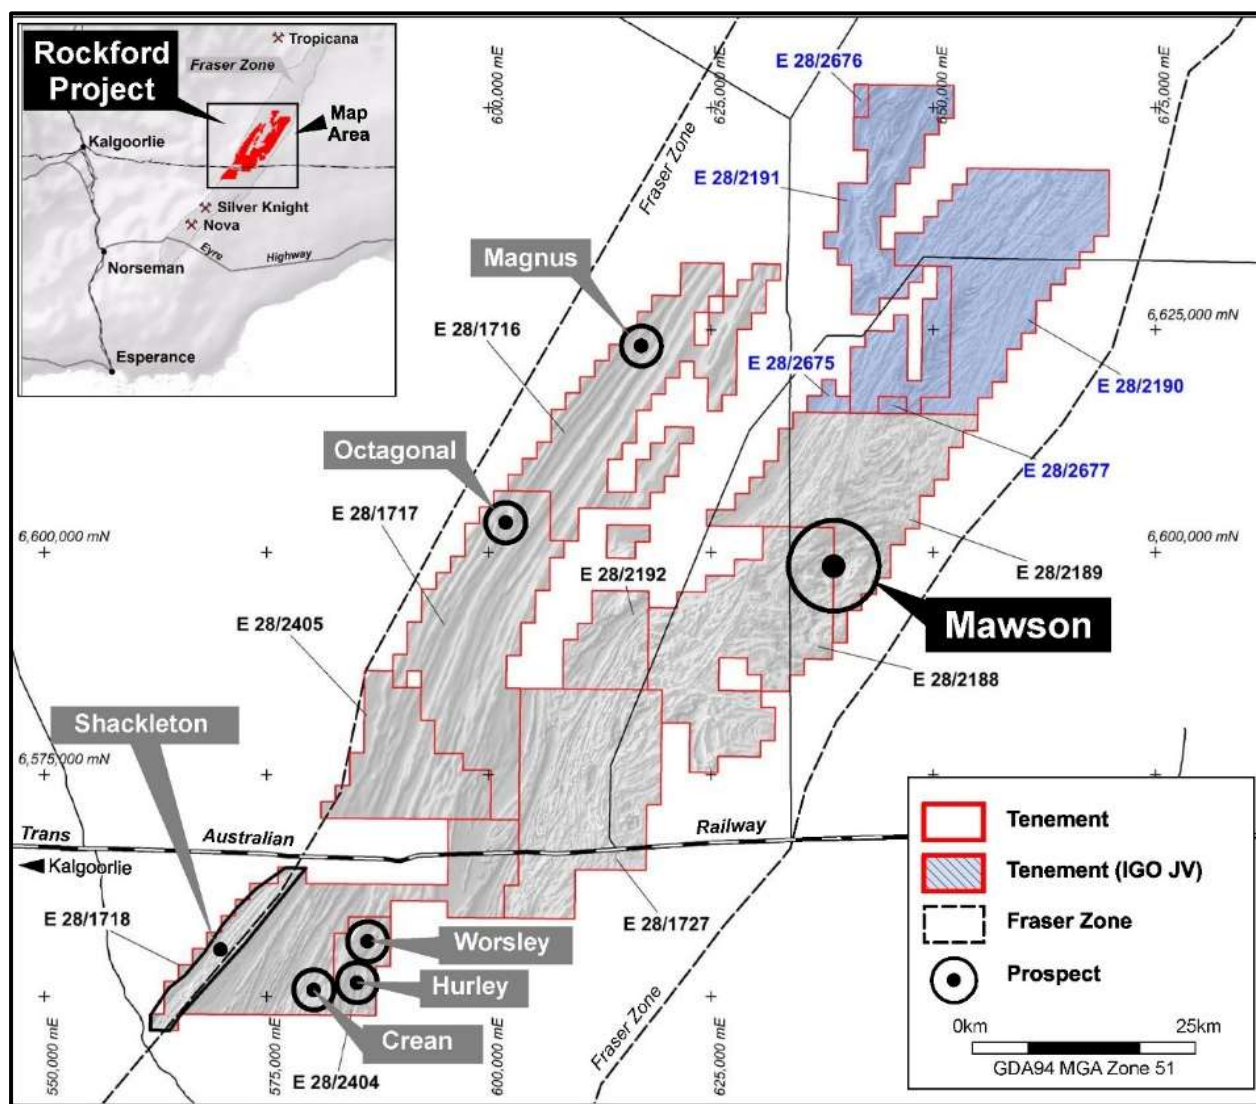 Rockford
Project
Tropicana
Fraser Zone
Map
Area
Kalgoorlie
Silver Knight
Nova
Eyre
Highway
Norseman
Esperance
600,000 mE
625,000 mE
650,000 mE
675,000 mE
E 28/2676
Fraser Zone
E 28/2191
Magnus
E 28/1716
6,625,000 mN
E 28/2675
E 28/2190
Octagonal
E 28/2677
E 28/1717
6,600,000 mN
6,600,000 mN
E 28/2192
E 28/2189
E 28/2405
Mawson
E 28/2188
Shackleton
6,575,000 mN
6,575,000 mN
Trans
Australian
Railway
Kalgoorlie
E 28/1718
E 28/1727
Worsley
Hurley
Crean
Fraser Zone
550,000 mE
575,000 mE
600,000 mE
625,000 mE
E 28/2404
Tenement
Tenement (IGO JV)
Fraser Zone
Prospect
0km
25km
GDA94 MGA Zone 51